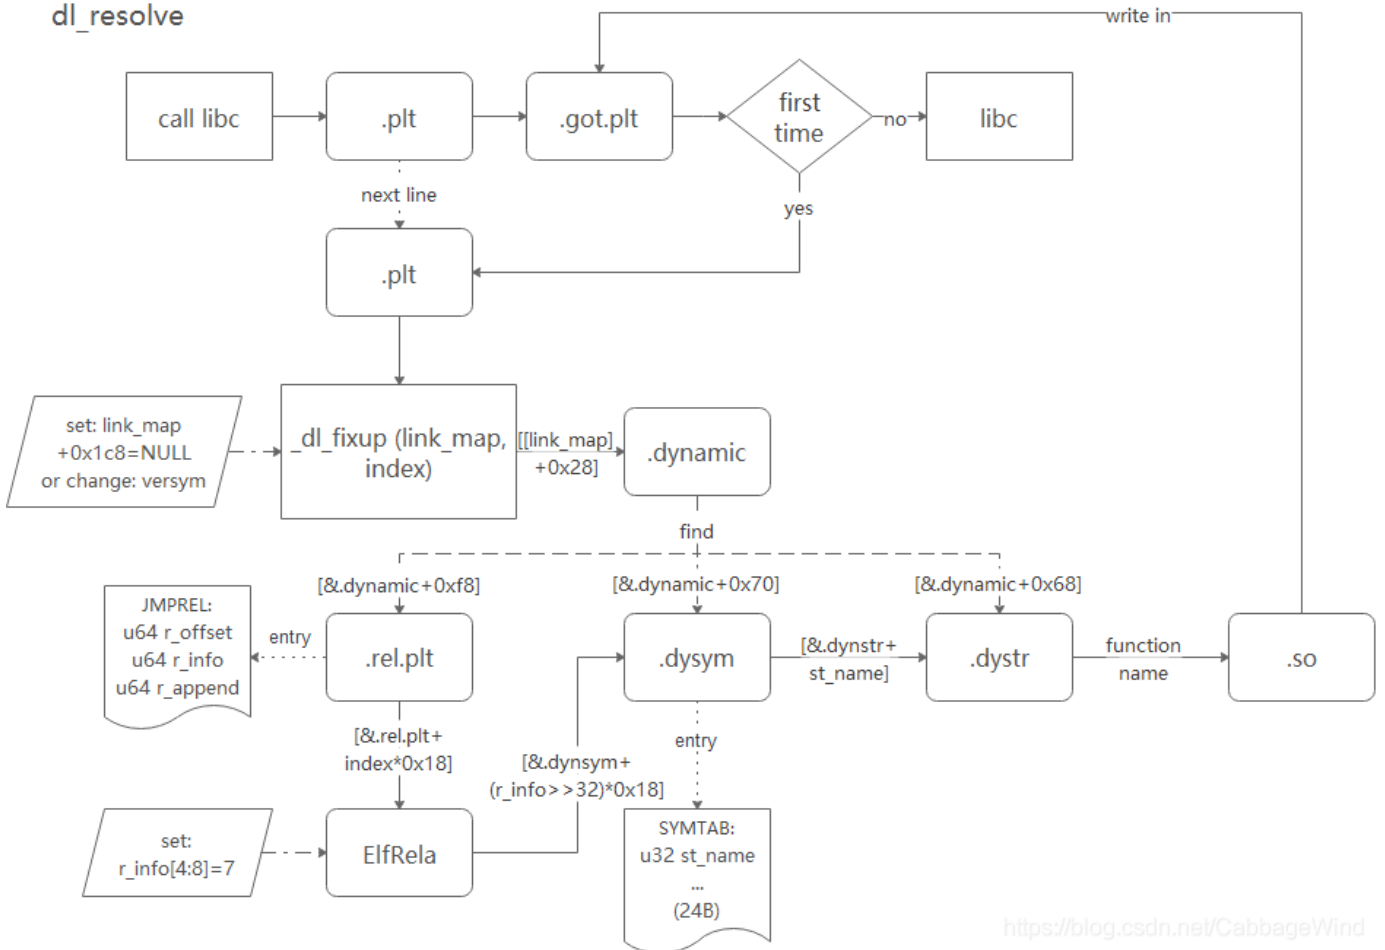 dl_resolve
write in
call libc
.plt
.got.plt
first
time
no
libc
next line
yes
.plt
set: link_map
+0x1c8=NULL
or change: versym
_dl_fixup (link_map,
index)
[[link_map]
+0x28]
.dynamic
find
[&.dynamic+0xf8]
[&.dynamic+0x70]
[&.dynamic+0x68]
JMPREL:
u64 r_offset
u64 r_info
u64 r_append
entry
.rel.plt
.dysym
[&.dynstr+
st_name]
.dystr
function
name
.so
[&.rel.plt+
index*0x18]
entry
[&.dynsym+
(r_info>>32)*0x18]
set:
r_info[4:8]=7
ElfRela
SYMTAB:
u32 st_name
...
(24B)
https://blog.csdn.net/CabbageWind